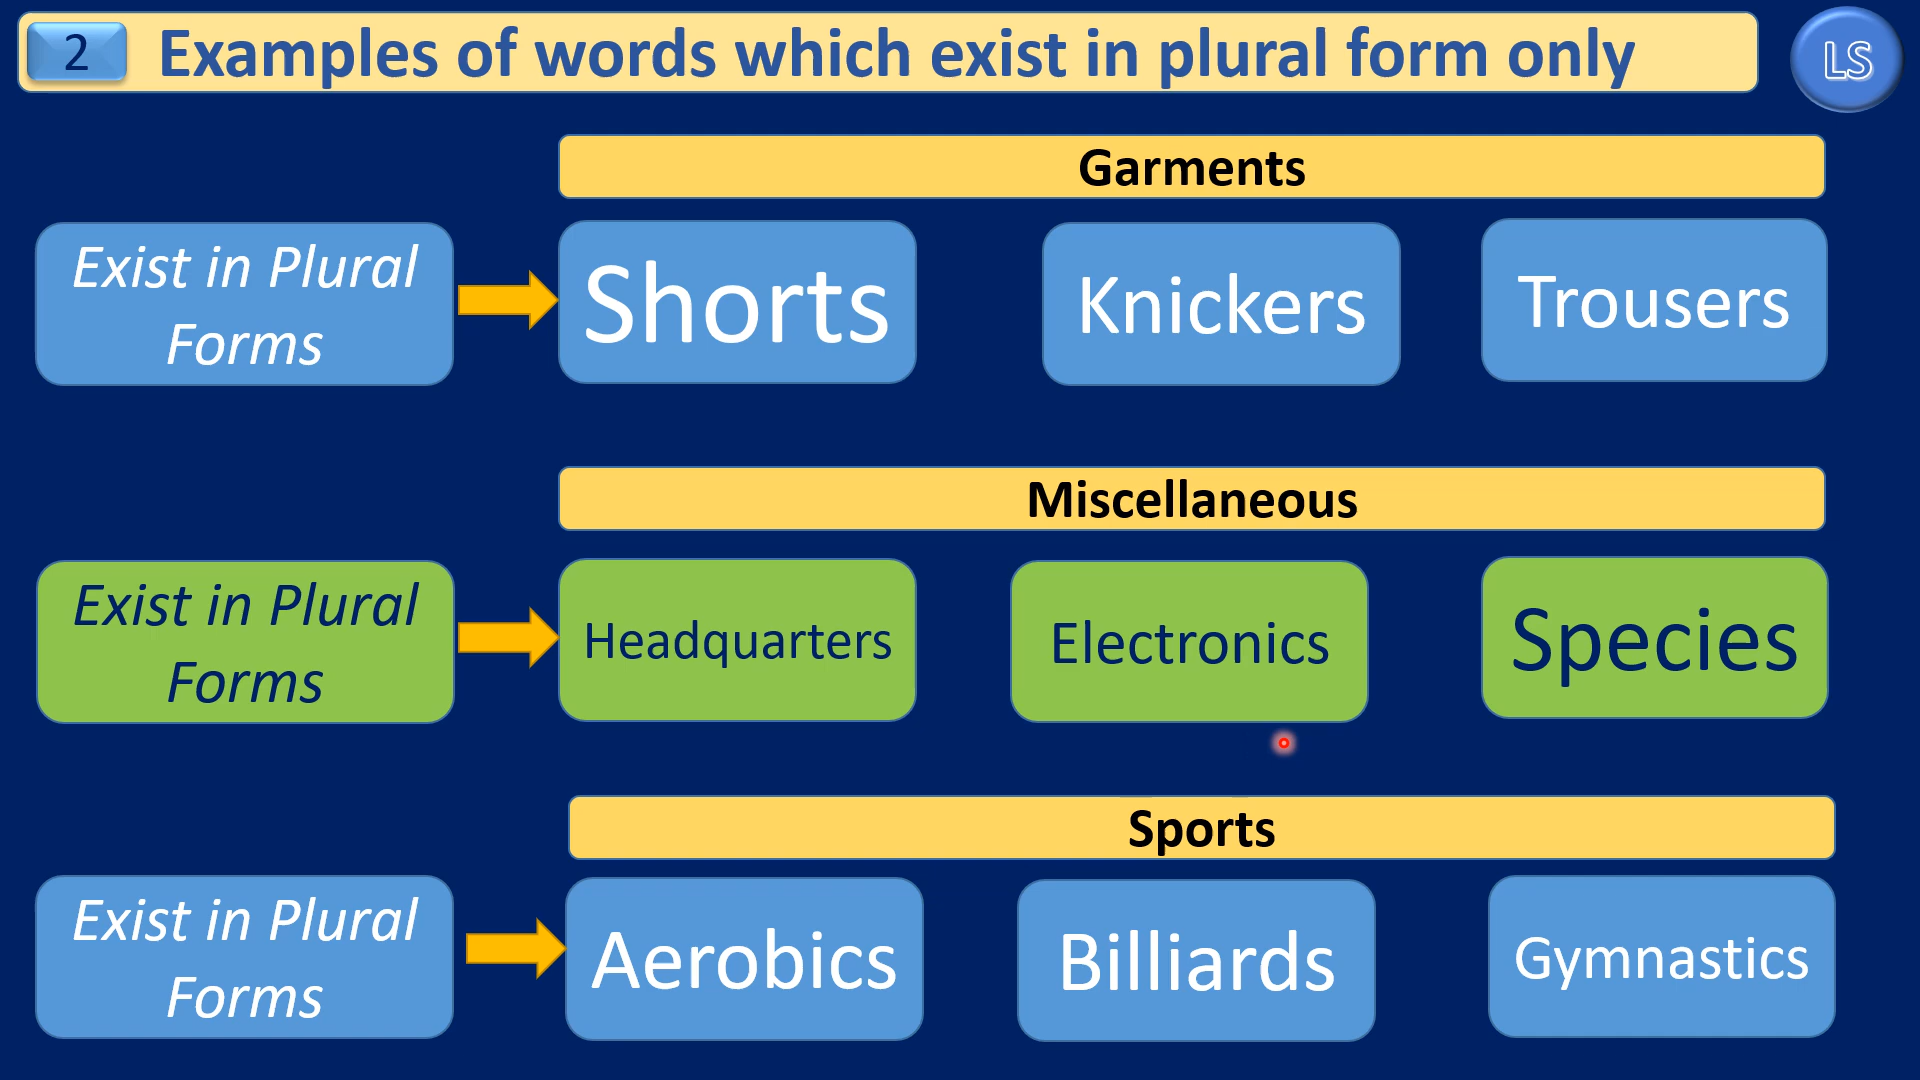 2
Examples of words which exist in plural form only
LS
Garments
Exist in Plural
Forms
Shorts
Knickers
Trousers
Miscellaneous
Exist in Plural
Forms
Headquarters
Electronics
Species
Sports
Exist in Plural
Forms
Aerobics
Billiards
Gymnastics